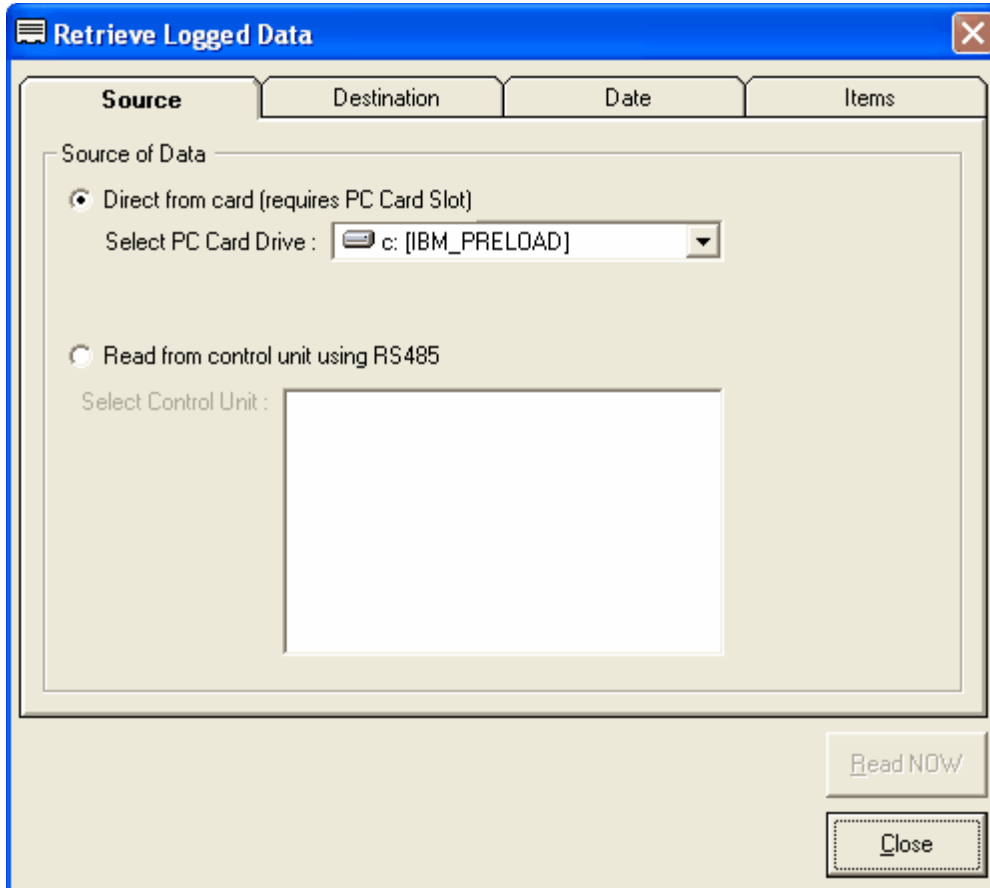 Retrieve Logged Data
Source Destination Date Items
Source of Data
Direct from card (requires PC Card Slot)
Select PC Card Drive : c: [IBM_PRELOAD]
Read from control unit using RS485
Select Control Unit :
Read NOW
Close